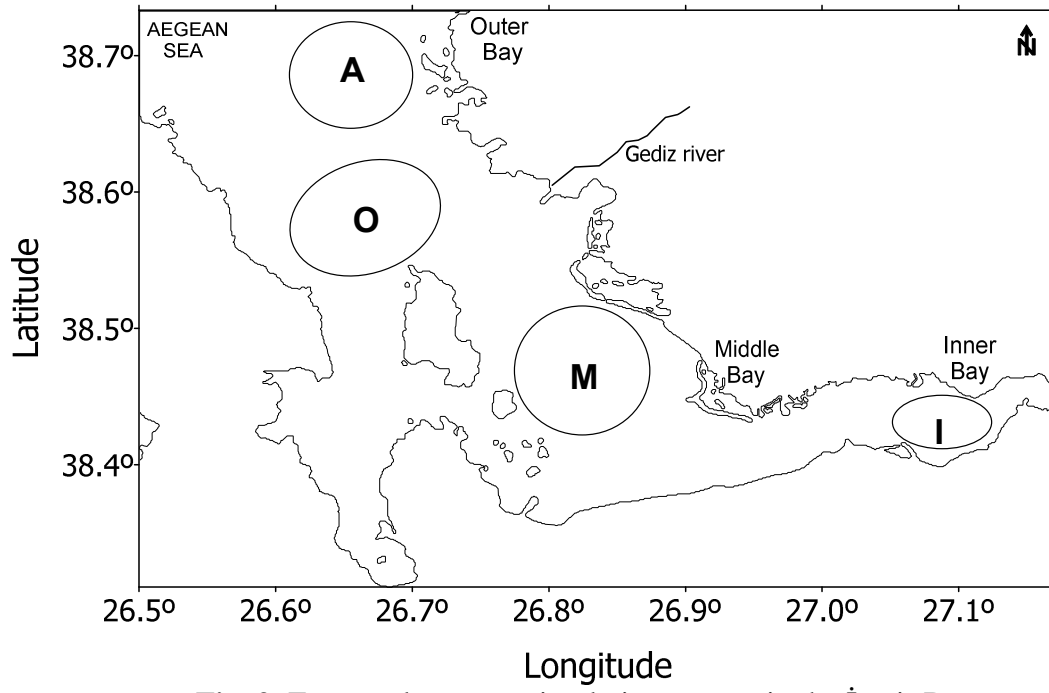 AEGEAN
SEA
Outer
Bay
N
38.7º
A
Gediz river
38.6º
O
Latitude
38.5º
Middle
Bay
Inner
Bay
M
I
38.4º
26.5º 26.6º 26.7º 26.8º 26.9º 27.0º 27.1º
Longitude